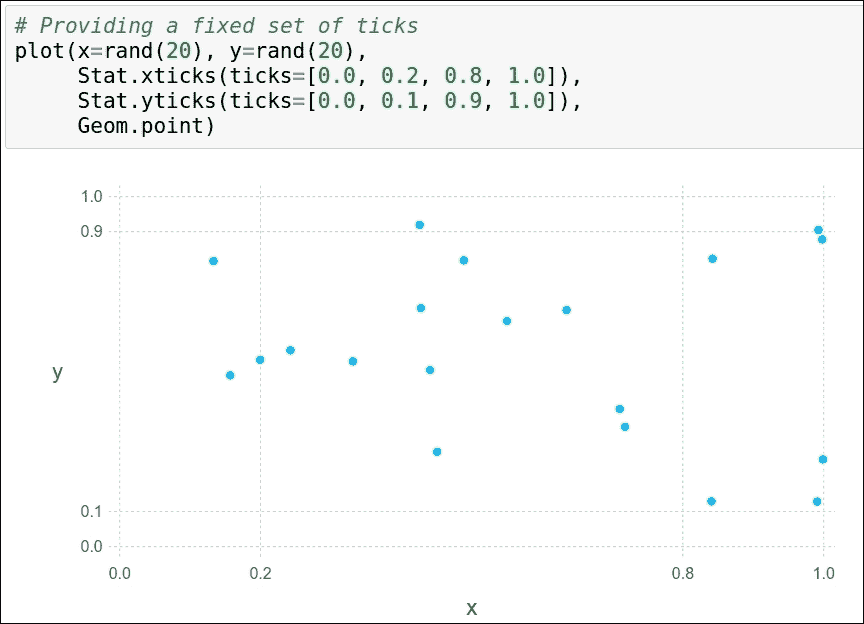 # Providing a fixed set of ticks
plot(x=rand(20), y=rand(20),
     Stat.xticks(ticks=[0.0, 0.2, 0.8, 1.0]),
     Stat.yticks(ticks=[0.0, 0.1, 0.9, 1.0]),
     Geom.point)
1.0
0.9
y
0.1
0.0
0.0 0.2 0.8 1.0
x